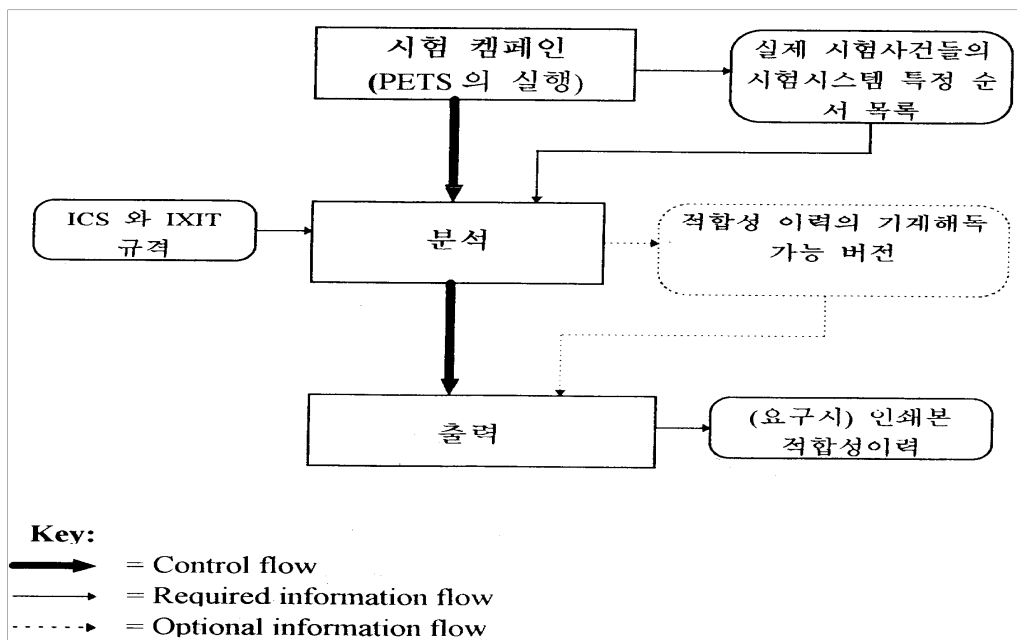 시험 켐페인
(PETS 의 실행)
실제 시험사건들의
시험시스템 특정 순
서 목록
ICS 와 IXIT
규격
분석
적합성 이력의 기계해독
가능 버전
출력
(요구시) 인쇄본
적합성이력
Key:
= Control flow
= Required information flow
= Optional information flow